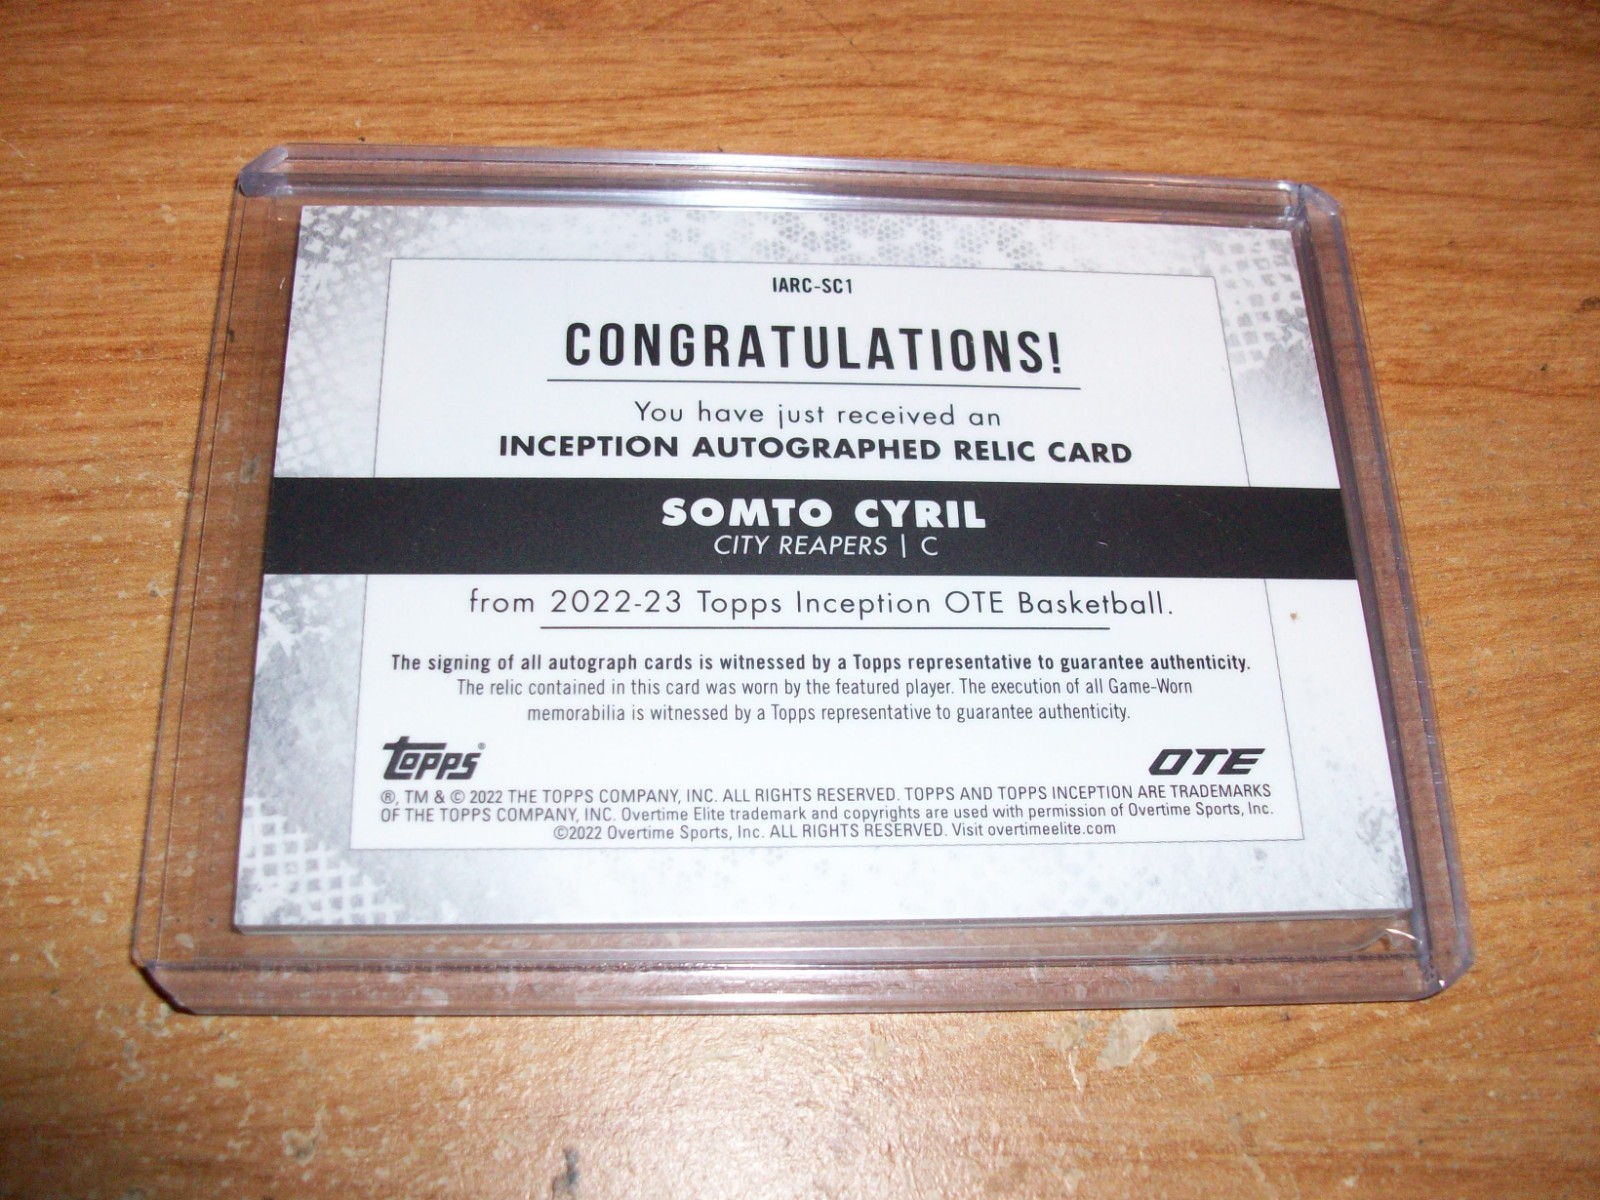 IARC-SC1
CONGRATULATIONS!
You have just received an
INCEPTION AUTOGRAPHED RELIC CARD
SOMTO CYRIL
CITY REAPERS | C
from 2022-23 Topps Inception OTE Basketball.
The signing of all autograph cards is witnessed by a Topps representative to guarantee authenticity.
The relic contained in this card was worn by the featured player. The execution of all Game-Worn
memorabilia is witnessed by a Topps representative to guarantee authenticity.
Topps® OTE
®, TM & © 2022 THE TOPPS COMPANY, INC. ALL RIGHTS RESERVED. TOPPS AND TOPPS INCEPTION ARE TRADEMARKS
OF THE TOPPS COMPANY, INC. Overtime Elite trademark and copyrights are used with permission of Overtime Sports, Inc.
©2022 Overtime Sports, Inc. ALL RIGHTS RESERVED. Visit overtimeelite.com